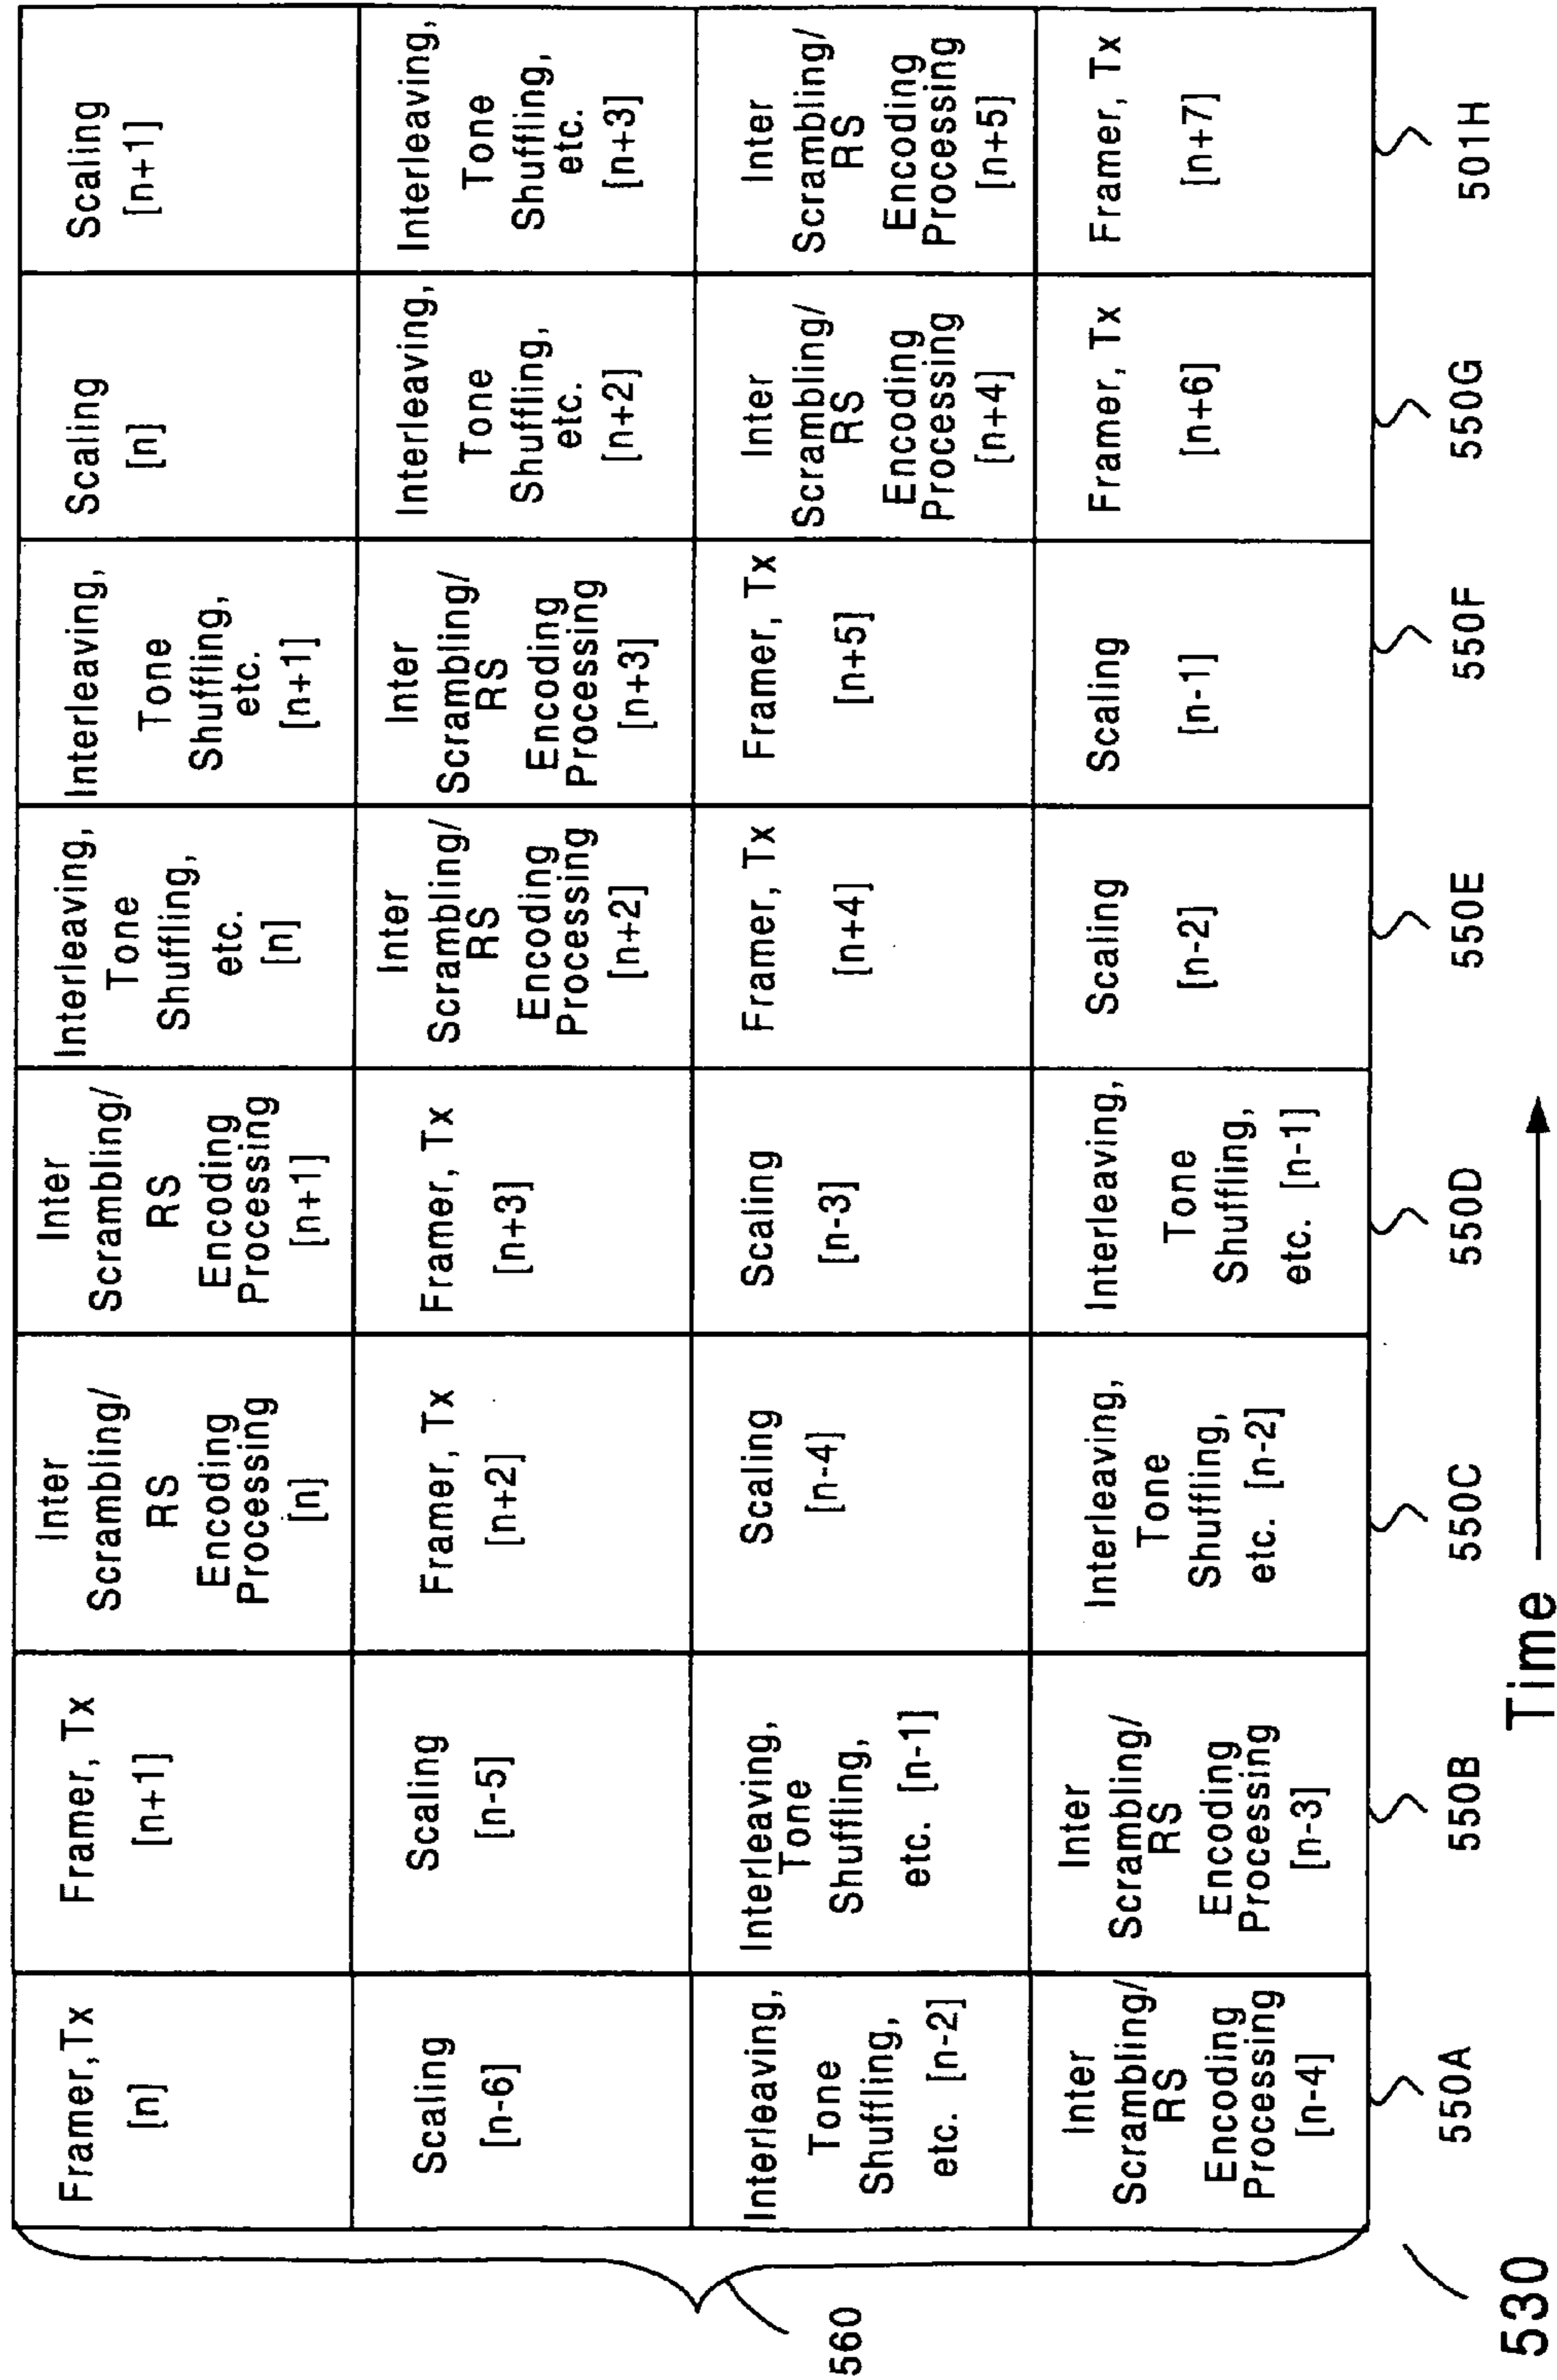 Framer,Tx
[n]
Framer, Tx
[n+1]
Inter
Scrambling/
RS
Encoding
Processing
[n]
Inter
Scrambling/
RS
Encoding
Processing
[n+1]
Interleaving,
Tone
Shuffling,
etc.
[n]
Interleaving,
Tone
Shuffling,
etc.
[n+1]
Scaling
[n]
Scaling
[n+1]
Scaling
[n-6]
Scaling
[n-5]
Framer, Tx
[n+2]
Framer, Tx
[n+3]
Inter
Scrambling/
RS
Encoding
Processing
[n+2]
Inter
Scrambling/
RS
Encoding
Processing
[n+3]
Interleaving,
Tone
Shuffling,
etc.
[n+2]
Interleaving,
Tone
Shuffling,
etc.
[n+3]
Interleaving,
Tone
Shuffling,
etc. [n-2]
Interleaving,
Tone
Shuffling,
etc. [n-1]
Scaling
[n-4]
Scaling
[n-3]
Framer, Tx
[n+4]
Framer, Tx
[n+5]
Inter
Scrambling/
RS
Encoding
Processing
[n+4]
Inter
Scrambling/
RS
Encoding
Processing
[n+5]
Inter
Scrambling/
RS
Encoding
Processing
[n-4]
Inter
Scrambling/
RS
Encoding
Processing
[n-3]
Interleaving,
Tone
Shuffling,
etc. [n-2]
Interleaving,
Tone
Shuffling,
etc. [n-1]
Scaling
[n-2]
Scaling
[n-1]
Framer, Tx
[n+6]
Framer, Tx
[n+7]
560
550A
550B
550C
550D
550E
550F
550G
501H
530
Time